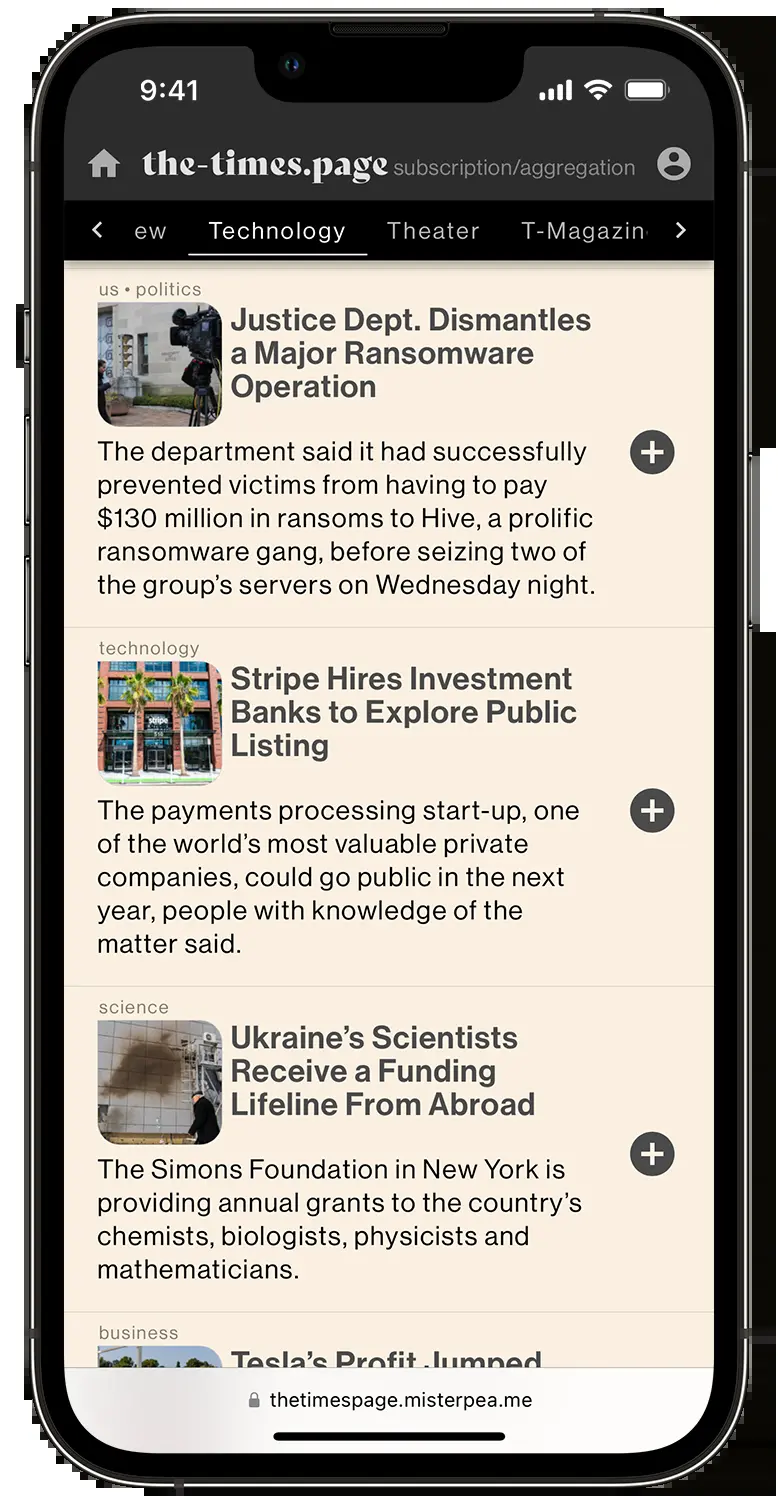 9:41
the-times.page subscription/aggregation
ew Technology Theater T-Magazin
us • politics
Justice Dept. Dismantles
a Major Ransomware
Operation
The department said it had successfully
prevented victims from having to pay
$130 million in ransoms to Hive, a prolific
ransomware gang, before seizing two of
the group’s servers on Wednesday night.
technology
stripe
510
Stripe Hires Investment
Banks to Explore Public
Listing
The payments processing start-up, one
of the world’s most valuable private
companies, could go public in the next
year, people with knowledge of the
matter said.
science
Ukraine’s Scientists
Receive a Funding
Lifeline From Abroad
The Simons Foundation in New York is
providing annual grants to the country’s
chemists, biologists, physicists and
mathematicians.
business
Tesla’s Profit Jumped
thetimespage.misterpea.me